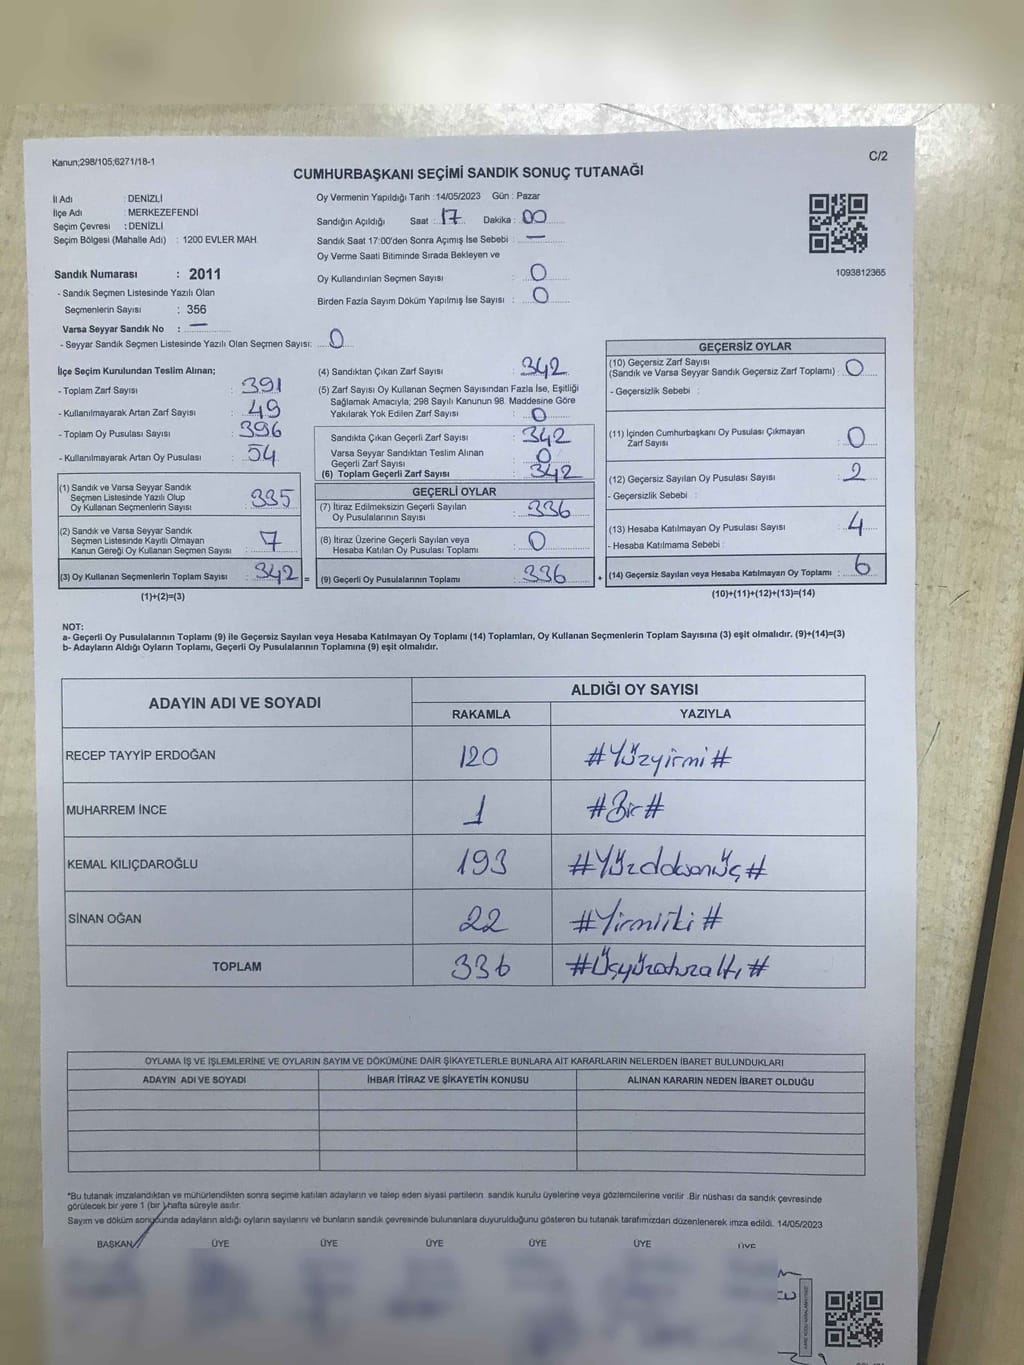 Kanun;298/105;6271/18-1
C/2
CUMHURBAŞKANI SEÇİMİ SANDIK SONUÇ TUTANAĞI
İl Adı : DENİZLİ
İlçe Adı : MERKEZEFENDİ
Seçim Çevresi : DENİZLİ
Seçim Bölgesi (Mahalle Adı) : 1200 EVLER MAH.
Oy Vermenin Yapıldığı Tarih : 14/05/2023 Gün : Pazar
Sandığın Açıldığı Saat : 17 Dakika : 00
Sandık Saat 17:00'den Sonra Açımış İse Sebebi : —
Oy Verme Saati Bitiminde Sırada Bekleyen ve
Oy Kullandırılan Seçmen Sayısı : 0
Birden Fazla Sayım Döküm Yapılmış İse Sayısı : 0
1093812365
Sandık Numarası : 2011
- Sandık Seçmen Listesinde Yazılı Olan
Seçmenlerin Sayısı : 356
Varsa Seyyar Sandık No : —
- Seyyar Sandık Seçmen Listesinde Yazılı Olan Seçmen Sayısı: 0
İlçe Seçim Kurulundan Teslim Alınan;
- Toplam Zarf Sayısı : 391
- Kullanılmayarak Artan Zarf Sayısı : 49
- Toplam Oy Pusulası Sayısı : 396
- Kullanılmayarak Artan Oy Pusulası : 54
(1) Sandık ve Varsa Seyyar Sandık
Seçmen Listesinde Yazılı Olup
Oy Kullanan Seçmenlerin Sayısı : 335
(2) Sandık ve Varsa Seyyar Sandık
Seçmen Listesinde Kayıtlı Olmayan
Kanun Gereği Oy Kullanan Seçmen Sayısı : 7
(3) Oy Kullanan Seçmenlerin Toplam Sayısı : 342 =
(1)+(2)=(3)
(4) Sandıktan Çıkan Zarf Sayısı : 342
(5) Zarf Sayısı Oy Kullanan Seçmen Sayısından Fazla İse, Eşitliği
Sağlamak Amacıyla; 298 Sayılı Kanunun 98. Maddesine Göre
Yakılarak Yok Edilen Zarf Sayısı : 0
Sandıkta Çıkan Geçerli Zarf Sayısı : 342
Varsa Seyyar Sandıktan Teslim Alınan
Geçerli Zarf Sayısı : 0
(6) Toplam Geçerli Zarf Sayısı : 342
GEÇERLİ OYLAR
(7) İtiraz Edilmeksizin Geçerli Sayılan
Oy Pusulalarının Sayısı : 336
(8) İtiraz Üzerine Geçerli Sayılan veya
Hesaba Katılan Oy Pusulası Toplamı : 0
(9) Geçerli Oy Pusulalarının Toplamı : 336 +
GEÇERSİZ OYLAR
(10) Geçersiz Zarf Sayısı
(Sandık ve Varsa Seyyar Sandık Geçersiz Zarf Toplamı) : 0
- Geçersizlik Sebebi :
(11) İçinden Cumhurbaşkanı Oy Pusulası Çıkmayan
Zarf Sayısı : 0
(12) Geçersiz Sayılan Oy Pusulası Sayısı : 2
- Geçersizlik Sebebi :
(13) Hesaba Katılmayan Oy Pusulası Sayısı : 4
- Hesaba Katılmama Sebebi :
(14) Geçersiz Sayılan veya Hesaba Katılmayan Oy Toplamı : 6
(10)+(11)+(12)+(13)=(14)
NOT:
a- Geçerli Oy Pusulalarının Toplamı (9) ile Geçersiz Sayılan veya Hesaba Katılmayan Oy Toplamı (14) Toplamları, Oy Kullanan Seçmenlerin Toplam Sayısına (3) eşit olmalıdır. (9)+(14)=(3)
b- Adayların Aldığı Oyların Toplamı, Geçerli Oy Pusulalarının Toplamına (9) eşit olmalıdır.
ADAYIN ADI VE SOYADI ALDIĞI OY SAYISI
RAKAMLA YAZIYLA
RECEP TAYYİP ERDOĞAN 120 #Yüzyirmi#
MUHARREM İNCE 1 #Bir#
KEMAL KILIÇDAROĞLU 193 #Yüzdoksanüç#
SİNAN OĞAN 22 #Yirmiiki#
TOPLAM 336 #Üçyüzotuzaltı#
OYLAMA İŞ VE İŞLEMLERİNE VE OYLARIN SAYIM VE DÖKÜMÜNE DAİR ŞİKAYETLERLE BUNLARA AİT KARARLARIN NELERDEN İBARET BULUNDUKLARI
ADAYIN ADI VE SOYADI İHBAR İTİRAZ VE ŞİKAYETİN KONUSU ALINAN KARARIN NEDEN İBARET OLDUĞU
*Bu tutanak imzalandıktan ve mühürlendikten sonra seçime katılan adayların ve talep eden siyasi partilerin sandık kurulu üyelerine veya gözlemcilerine verilir. Bir nüshası da sandık çevresinde
görülecek bir yere 1 (bir) hafta süreyle asılır.
Sayım ve döküm sonucunda adayların aldığı oyların sayılarını ve bunların sandık çevresinde bulunanlara duyurulduğunu gösteren bu tutanak tarafımızdan düzenlenerek imza edildi. 14/05/2023
BAŞKAN ÜYE ÜYE ÜYE ÜYE ÜYE ÜYE